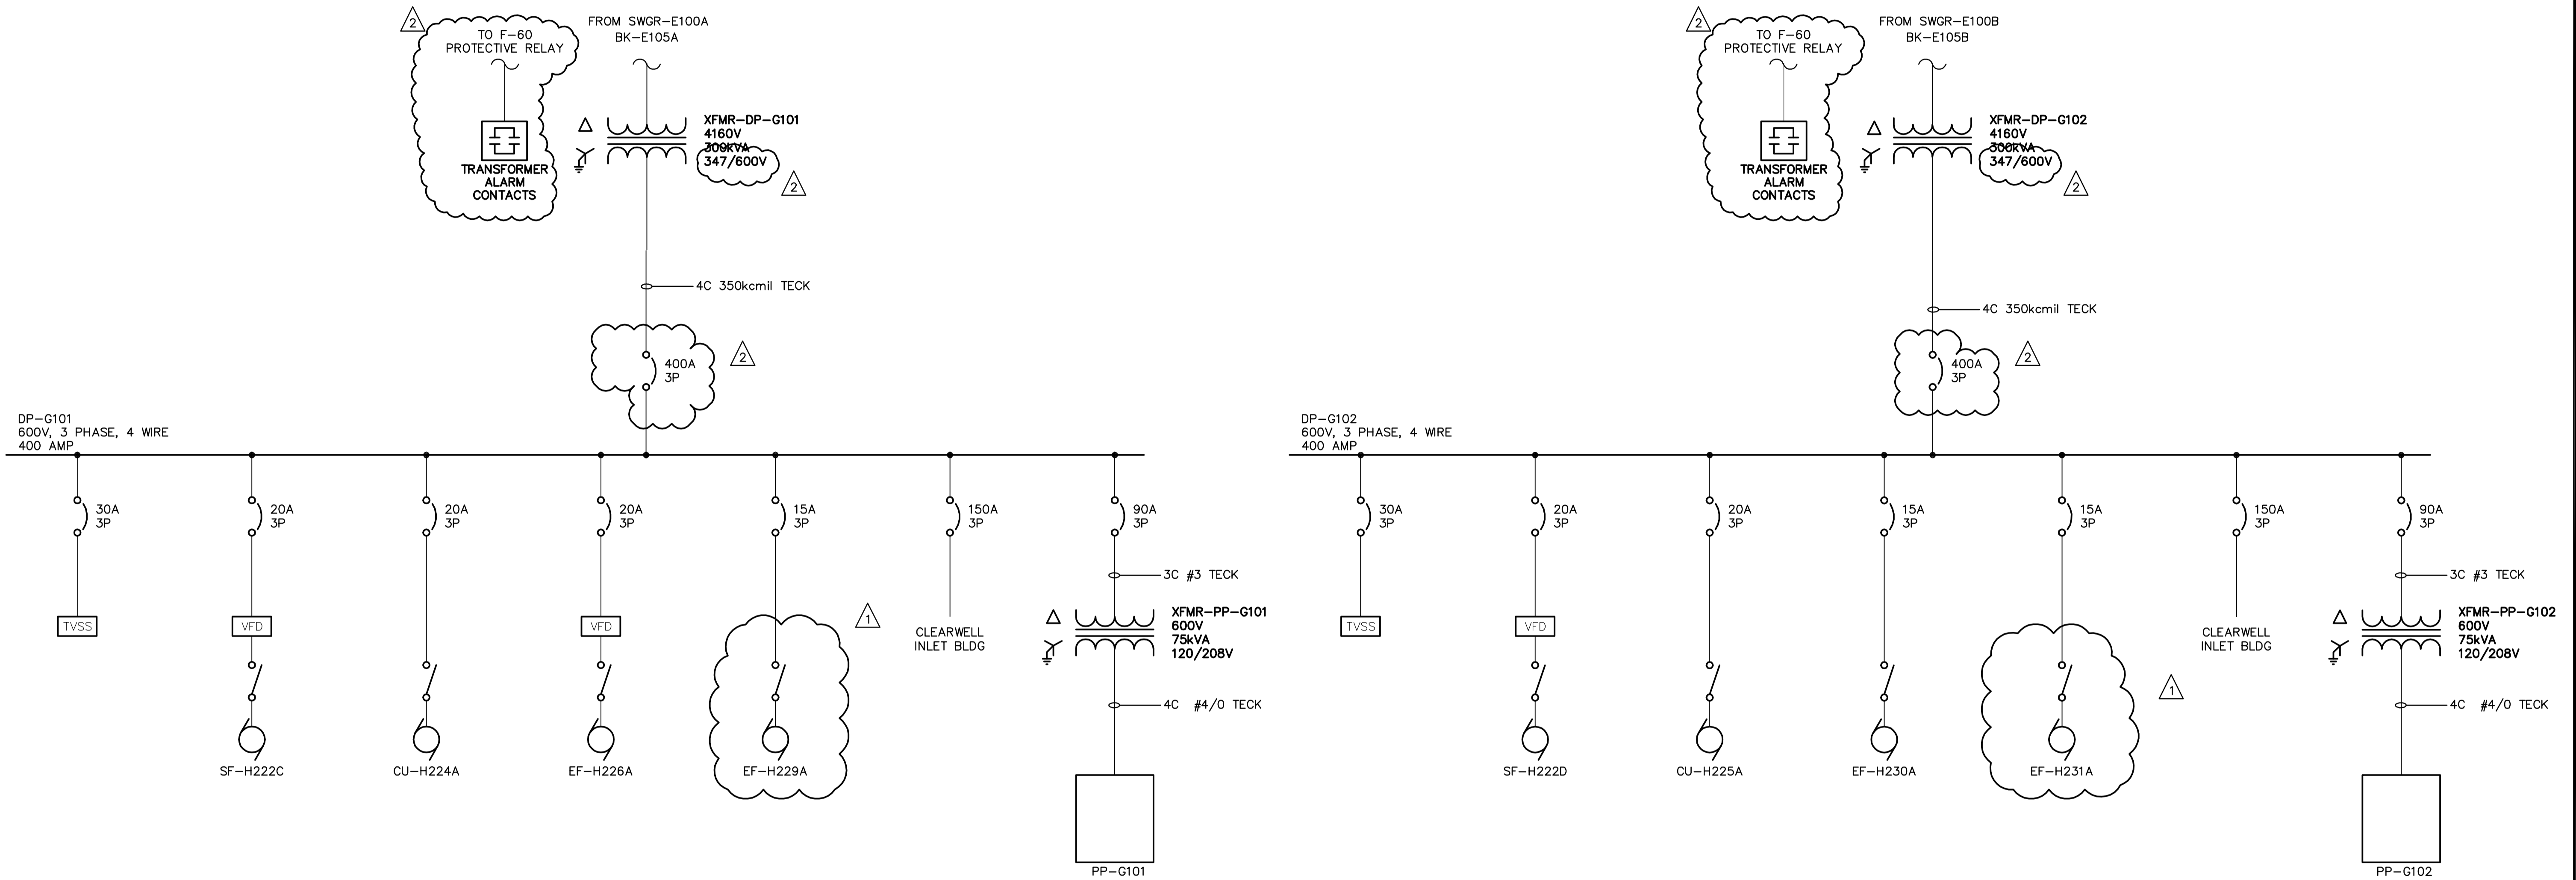 2
TO F-60
PROTECTIVE RELAY
FROM SWGR-E100A
BK-E105A
TRANSFORMER
ALARM
CONTACTS
XFMR-DP-G101
4160V
300kVA
347/600V
2
4C 350kcmil TECK
400A
3P
2
DP-G101
600V, 3 PHASE, 4 WIRE
400 AMP
30A
3P
TVSS
20A
3P
VFD
SF-H222C
20A
3P
CU-H224A
20A
3P
VFD
EF-H226A
15A
3P
1
EF-H229A
150A
3P
CLEARWELL
INLET BLDG
90A
3P
3C #3 TECK
XFMR-PP-G101
600V
75kVA
120/208V
4C #4/0 TECK
PP-G101
2
TO F-60
PROTECTIVE RELAY
FROM SWGR-E100B
BK-E105B
TRANSFORMER
ALARM
CONTACTS
XFMR-DP-G102
4160V
300kVA
347/600V
2
4C 350kcmil TECK
400A
3P
2
DP-G102
600V, 3 PHASE, 4 WIRE
400 AMP
30A
3P
TVSS
20A
3P
VFD
SF-H222D
20A
3P
CU-H225A
15A
3P
EF-H230A
15A
3P
1
EF-H231A
150A
3P
CLEARWELL
INLET BLDG
90A
3P
3C #3 TECK
XFMR-PP-G102
600V
75kVA
120/208V
4C #4/0 TECK
PP-G102